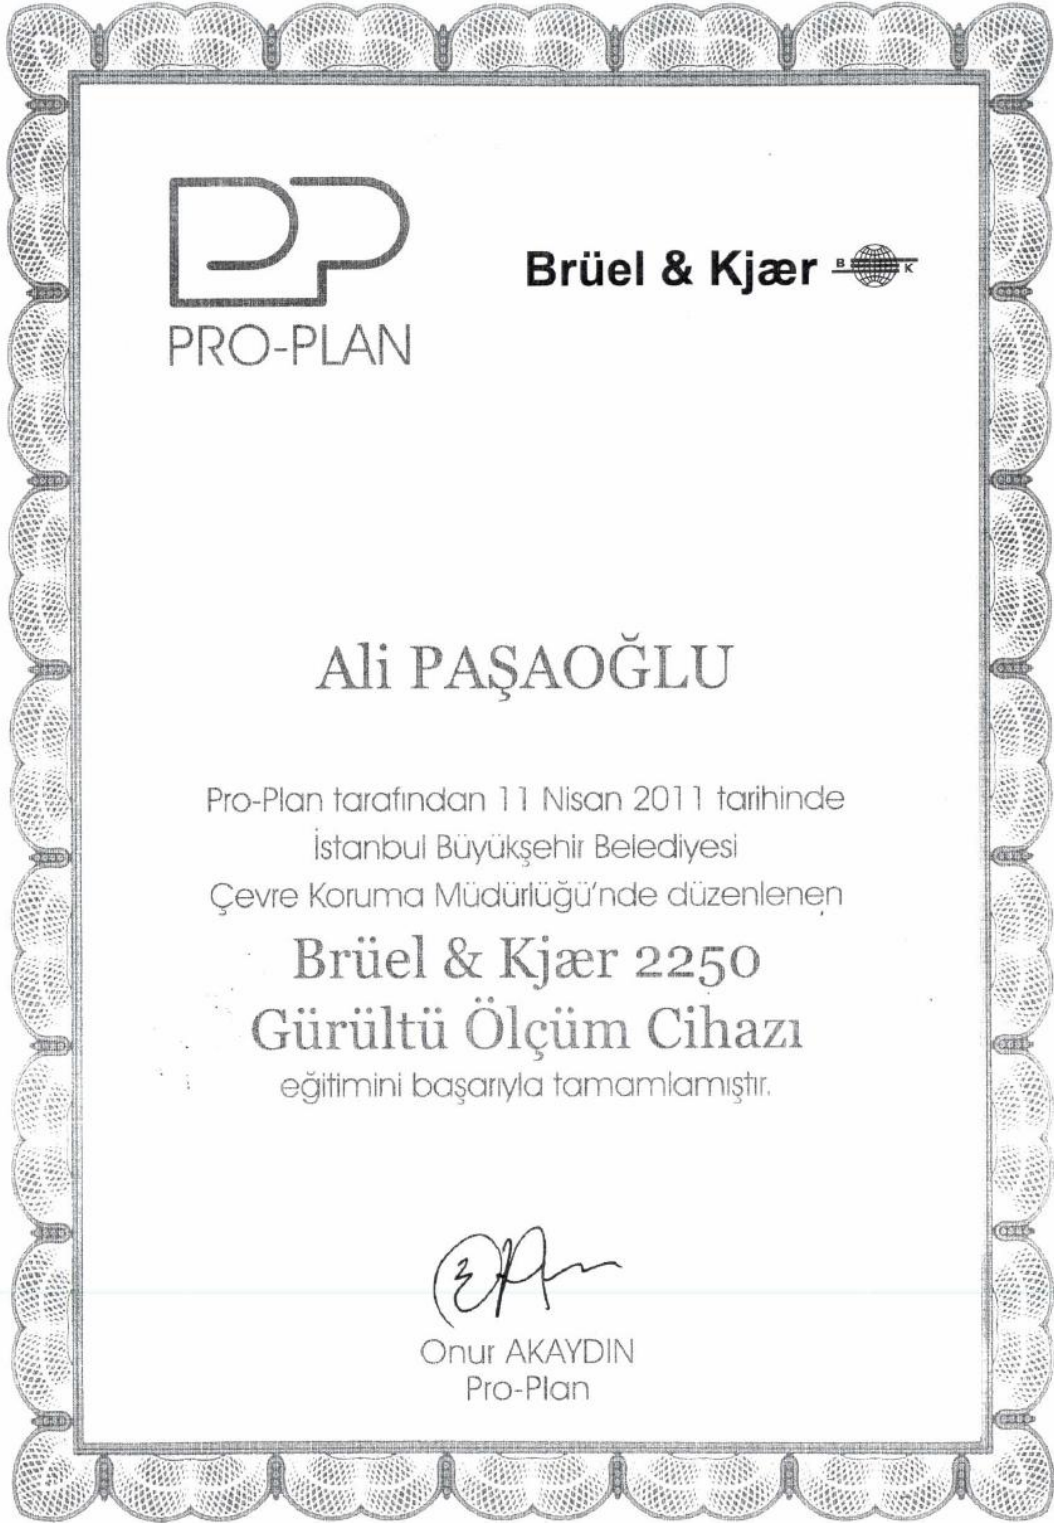 PRO-PLAN
Brüel & Kjær B K
Ali PAŞAOĞLU
Pro-Plan tarafından 11 Nisan 2011 tarihinde
İstanbul Büyükşehir Belediyesi
Çevre Koruma Müdürlüğü'nde düzenlenen
Brüel & Kjær 2250
Gürültü Ölçüm Cihazı
eğitimini başarıyla tamamlamıştır.
Onur AKAYDIN
Pro-Plan